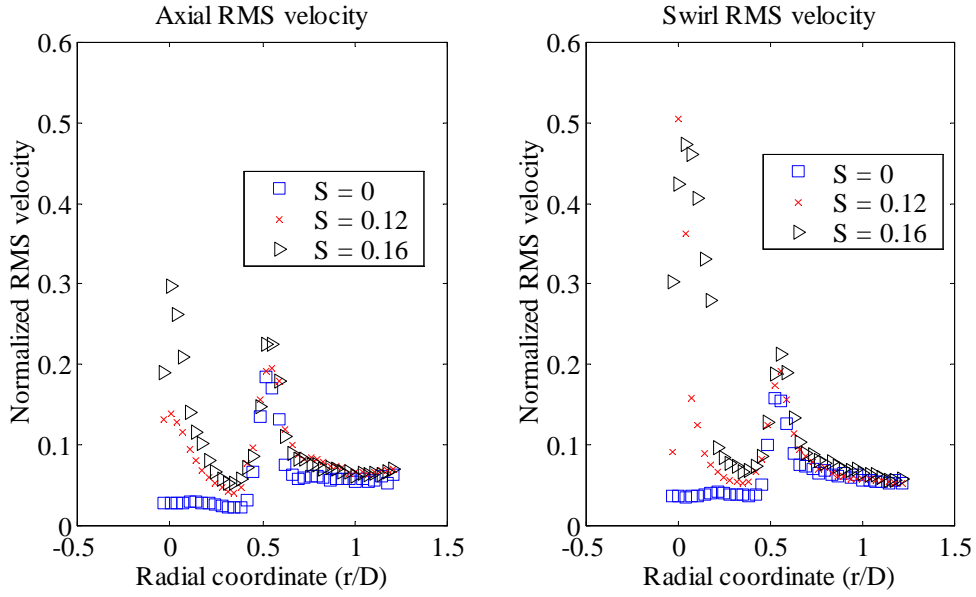 Axial RMS velocity
0.6
0.5
0.4
0.3
0.2
0.1
0
-0.5
0
0.5
1
1.5
Normalized RMS velocity
Radial coordinate (r/D)
S = 0
S = 0.12
S = 0.16
Swirl RMS velocity
0.6
0.5
0.4
0.3
0.2
0.1
0
-0.5
0
0.5
1
1.5
Normalized RMS velocity
Radial coordinate (r/D)
S = 0
S = 0.12
S = 0.16